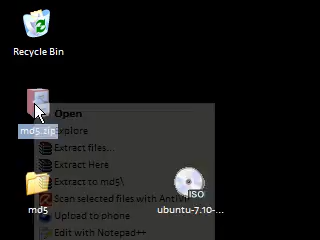 Recycle Bin
md5.zip
Open
Explore
Extract files...
Extract Here
Extract to md5\
Scan selected files with AntiVir
Upload to phone
Edit with Notepad++
md5
ISO
ubuntu-7.10-...